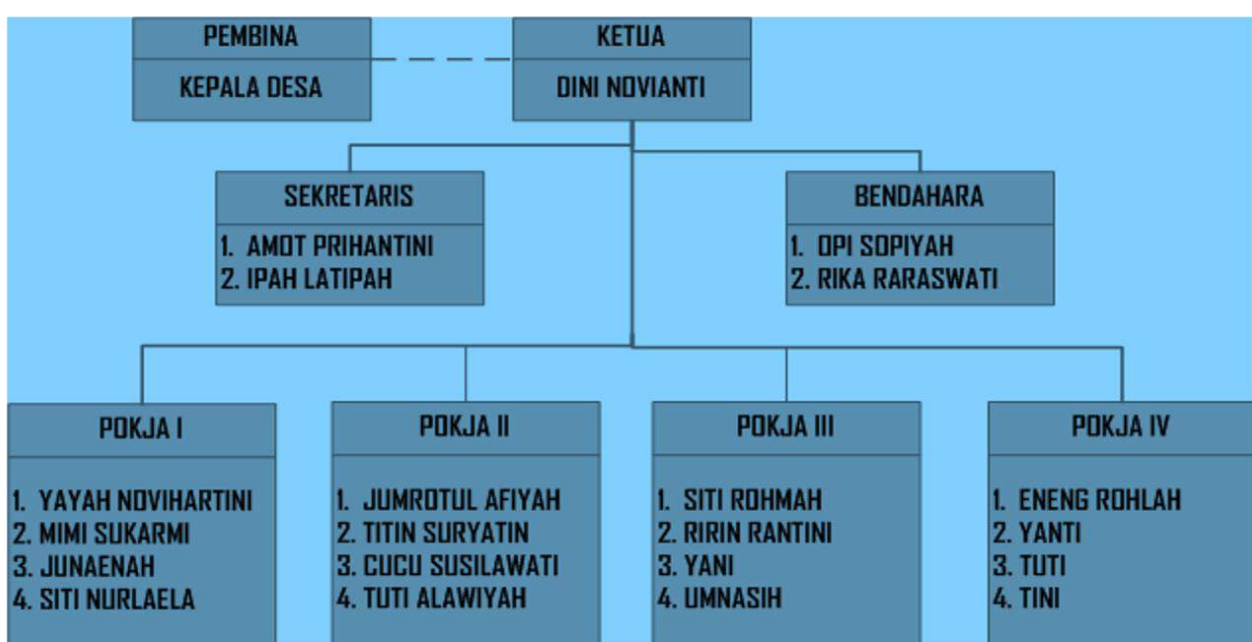 PEMBINA
KEPALA DESA
KETUA
DINI NOVIANTI
SEKRETARIS
1. AMOT PRIHANTINI
2. IPAH LATIPAH
BENDAHARA
1. OPI SOPIYAH
2. RIKA RARASWATI
POKJA I
1. YAYAH NOVIHARTINI
2. MIMI SUKARMI
3. JUNAENAH
4. SITI NURLAELA
POKJA II
1. JUMROTUL AFIYAH
2. TITIN SURYATIN
3. CUCU SUSILAWATI
4. TUTI ALAWIYAH
POKJA III
1. SITI ROHMAH
2. RIRIN RANTINI
3. YANI
4. UMNASIH
POKJA IV
1. ENENG ROHLAH
2. YANTI
3. TUTI
4. TINI